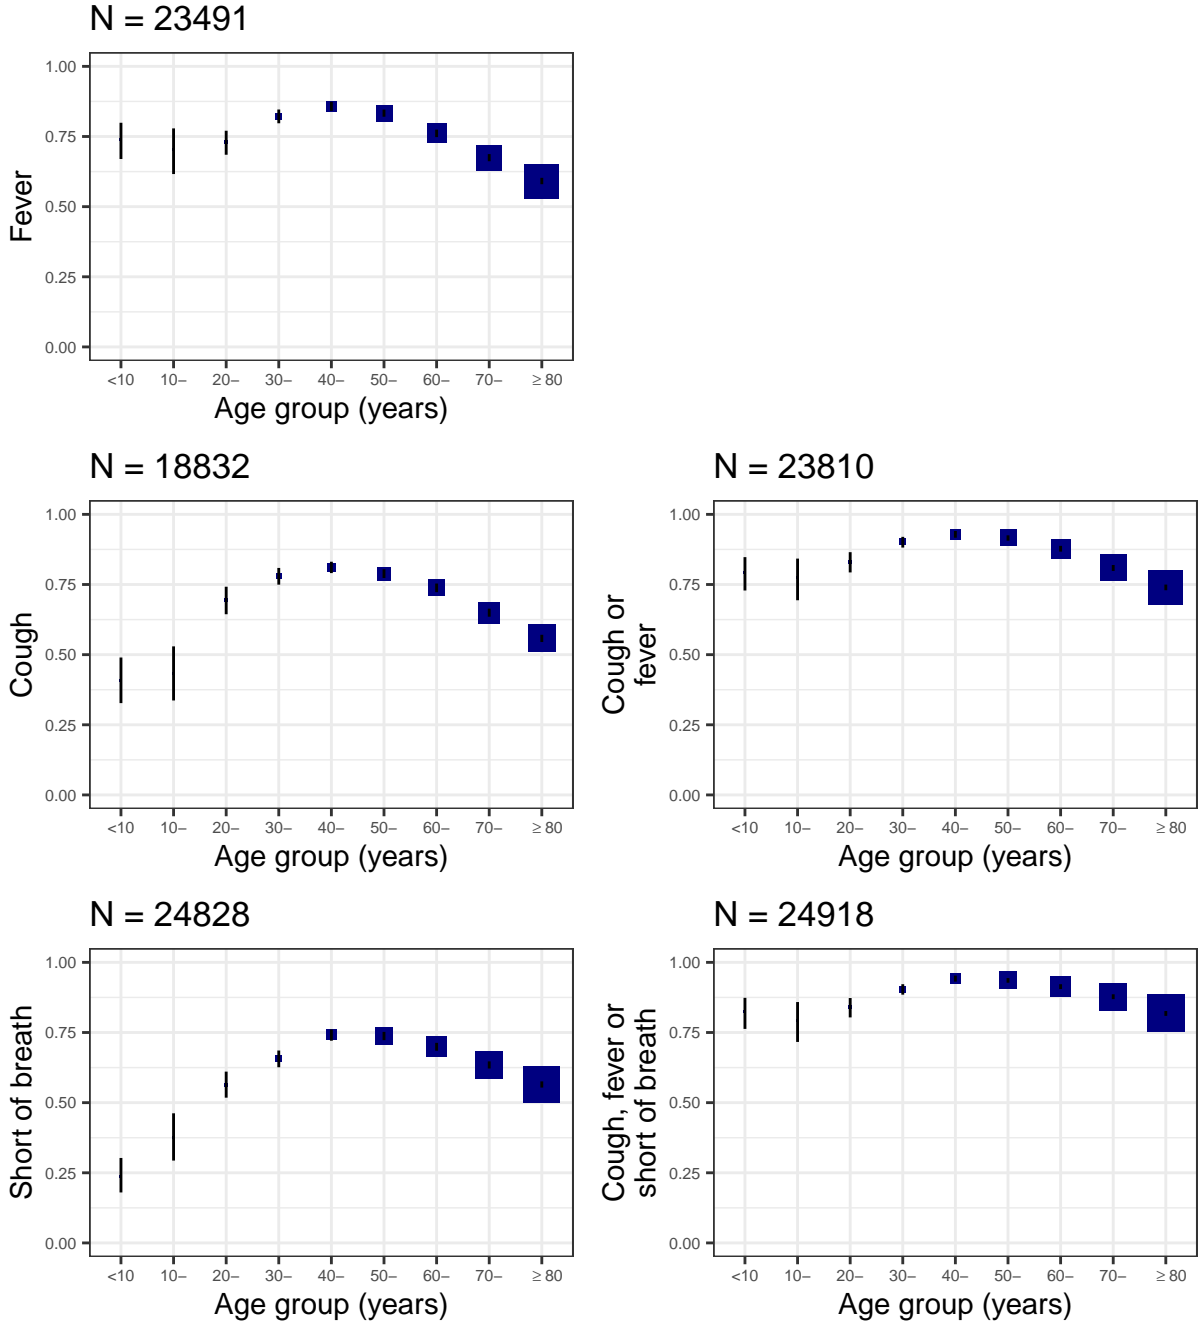 N = 23491
Fever
1.00
0.75
0.50
0.25
0.00
<10 10– 20– 30– 40– 50– 60– 70– ≥ 80
Age group (years)
N = 18832
Cough
1.00
0.75
0.50
0.25
0.00
<10 10– 20– 30– 40– 50– 60– 70– ≥ 80
Age group (years)
N = 23810
Cough or
fever
1.00
0.75
0.50
0.25
0.00
<10 10– 20– 30– 40– 50– 60– 70– ≥ 80
Age group (years)
N = 24828
Short of breath
1.00
0.75
0.50
0.25
0.00
<10 10– 20– 30– 40– 50– 60– 70– ≥ 80
Age group (years)
N = 24918
Cough, fever or
short of breath
1.00
0.75
0.50
0.25
0.00
<10 10– 20– 30– 40– 50– 60– 70– ≥ 80
Age group (years)